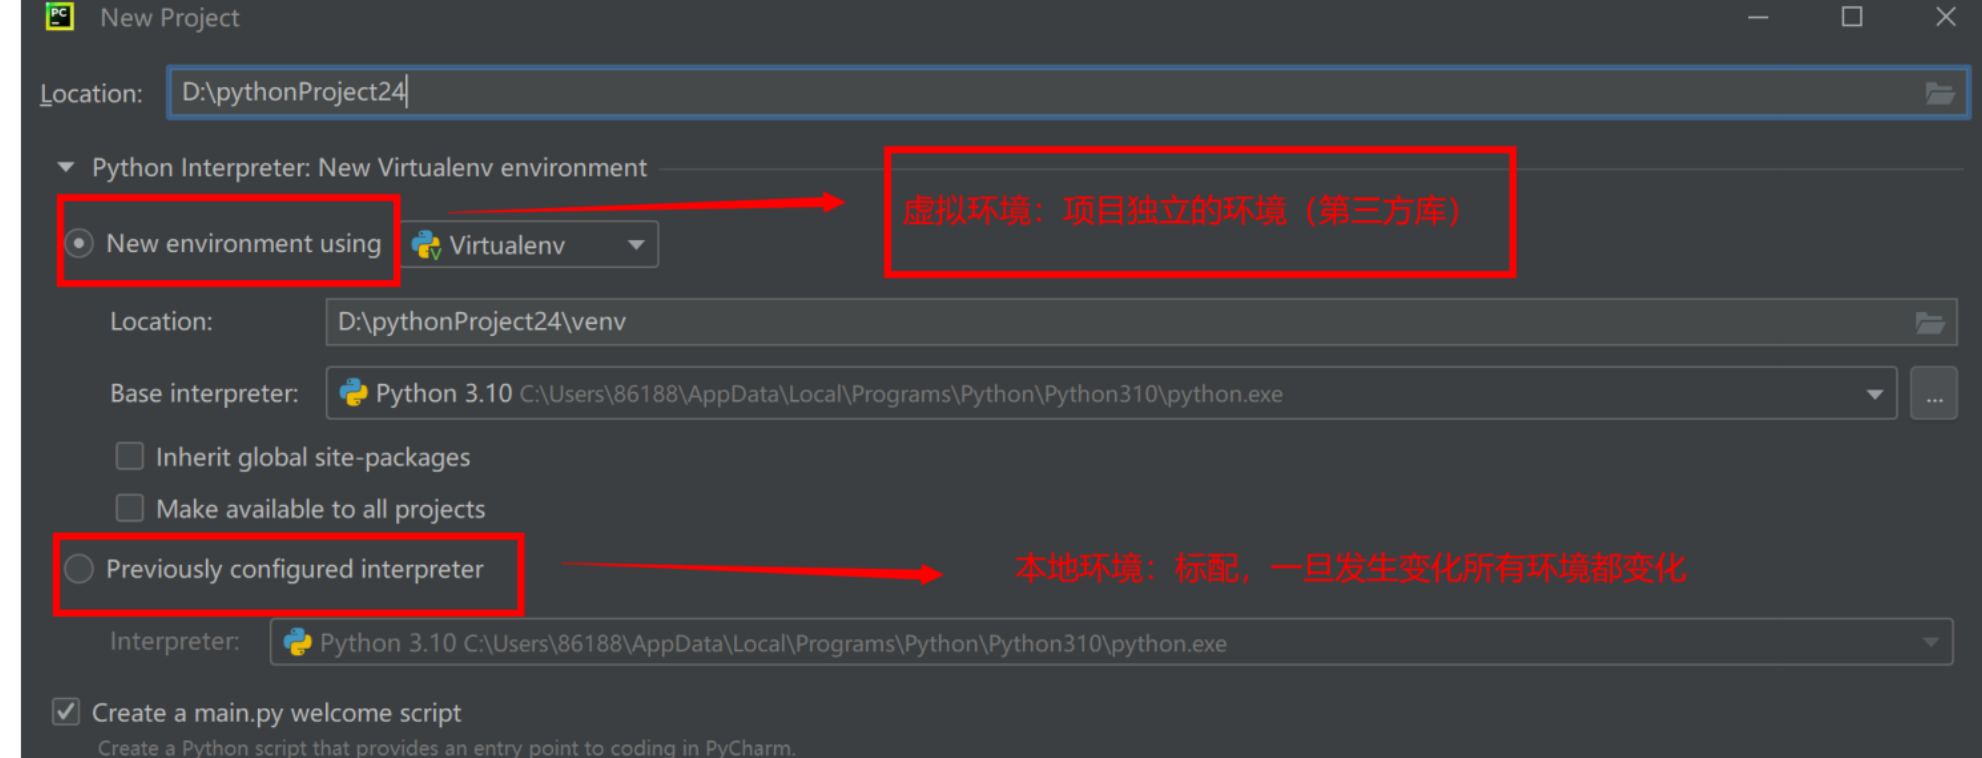 PC New Project
Location: D:\pythonProject24
Python Interpreter: New Virtualenv environment
New environment using Virtualenv
虚拟环境：项目独立的环境（第三方库）
Location: D:\pythonProject24\venv
Base interpreter: Python 3.10 C:\Users\86188\AppData\Local\Programs\Python\Python310\python.exe ...
Inherit global site-packages
Make available to all projects
Previously configured interpreter
本地环境：标配，一旦发生变化所有环境都变化
Interpreter: Python 3.10 C:\Users\86188\AppData\Local\Programs\Python\Python310\python.exe
Create a main.py welcome script
Create a Python script that provides an entry point to coding in PyCharm.